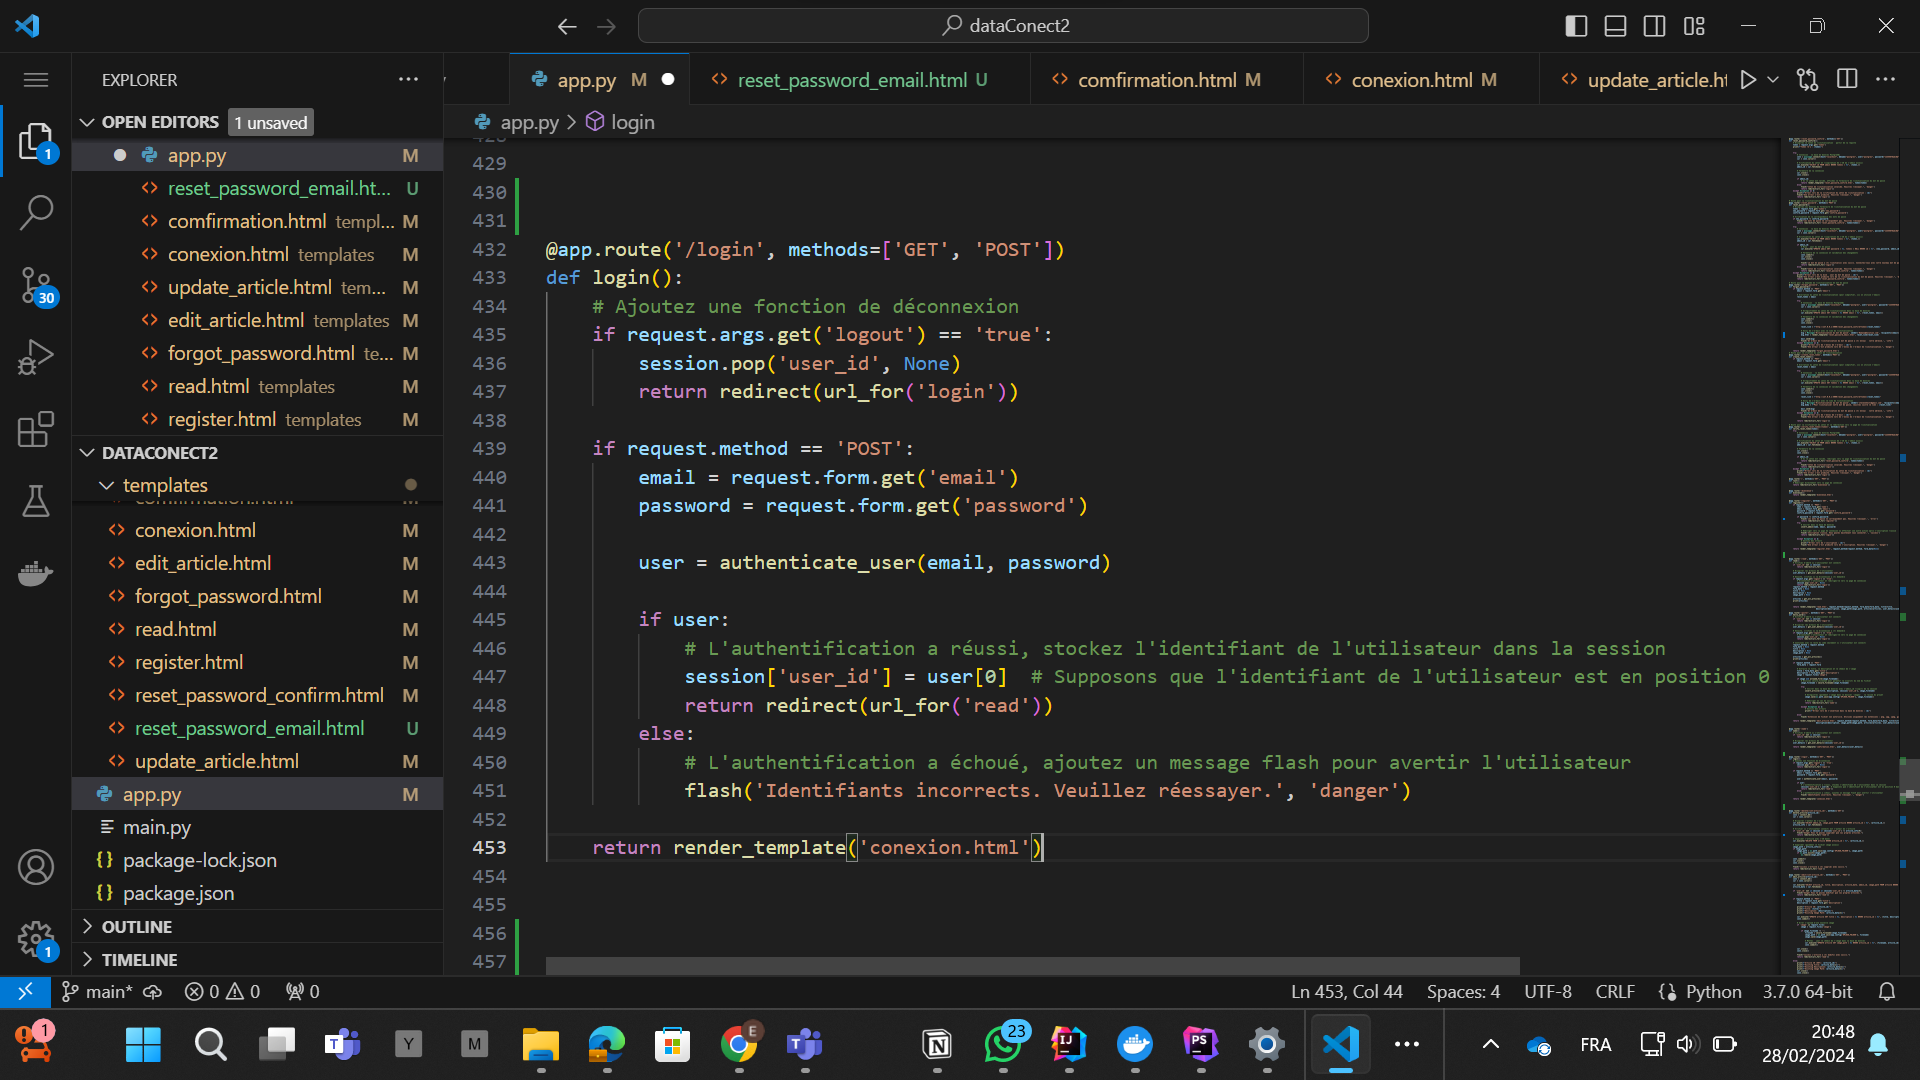 dataConect2
EXPLORER
OPEN EDITORS 1 unsaved
app.py M
reset_password_email.ht... U
comfirmation.html templ... M
conexion.html templates M
update_article.html tem... M
edit_article.html templates M
forgot_password.html te... M
read.html templates M
register.html templates M
DATACONECT2
templates
conexion.html M
edit_article.html M
forgot_password.html M
read.html M
register.html M
reset_password_confirm.html M
reset_password_email.html U
update_article.html M
app.py M
main.py
package-lock.json
package.json
OUTLINE
TIMELINE
1
30
1
app.py M
reset_password_email.html U
comfirmation.html M
conexion.html M
update_article.ht
app.py > login
429
430
431
432 @app.route('/login', methods=['GET', 'POST'])
433 def login():
434 # Ajoutez une fonction de déconnexion
435 if request.args.get('logout') == 'true':
436 session.pop('user_id', None)
437 return redirect(url_for('login'))
438
439 if request.method == 'POST':
440 email = request.form.get('email')
441 password = request.form.get('password')
442
443 user = authenticate_user(email, password)
444
445 if user:
446 # L'authentification a réussi, stockez l'identifiant de l'utilisateur dans la session
447 session['user_id'] = user[0] # Supposons que l'identifiant de l'utilisateur est en position 0
448 return redirect(url_for('read'))
449 else:
450 # L'authentification a échoué, ajoutez un message flash pour avertir l'utilisateur
451 flash('Identifiants incorrects. Veuillez réessayer.', 'danger')
452
453 return render_template('conexion.html')
454
455
456
457
main* 0 0 0
Ln 453, Col 44 Spaces: 4 UTF-8 CRLF Python 3.7.0 64-bit
1
T
Y
M
E
T
N
23
IJ
PS
FRA
20:48
28/02/2024